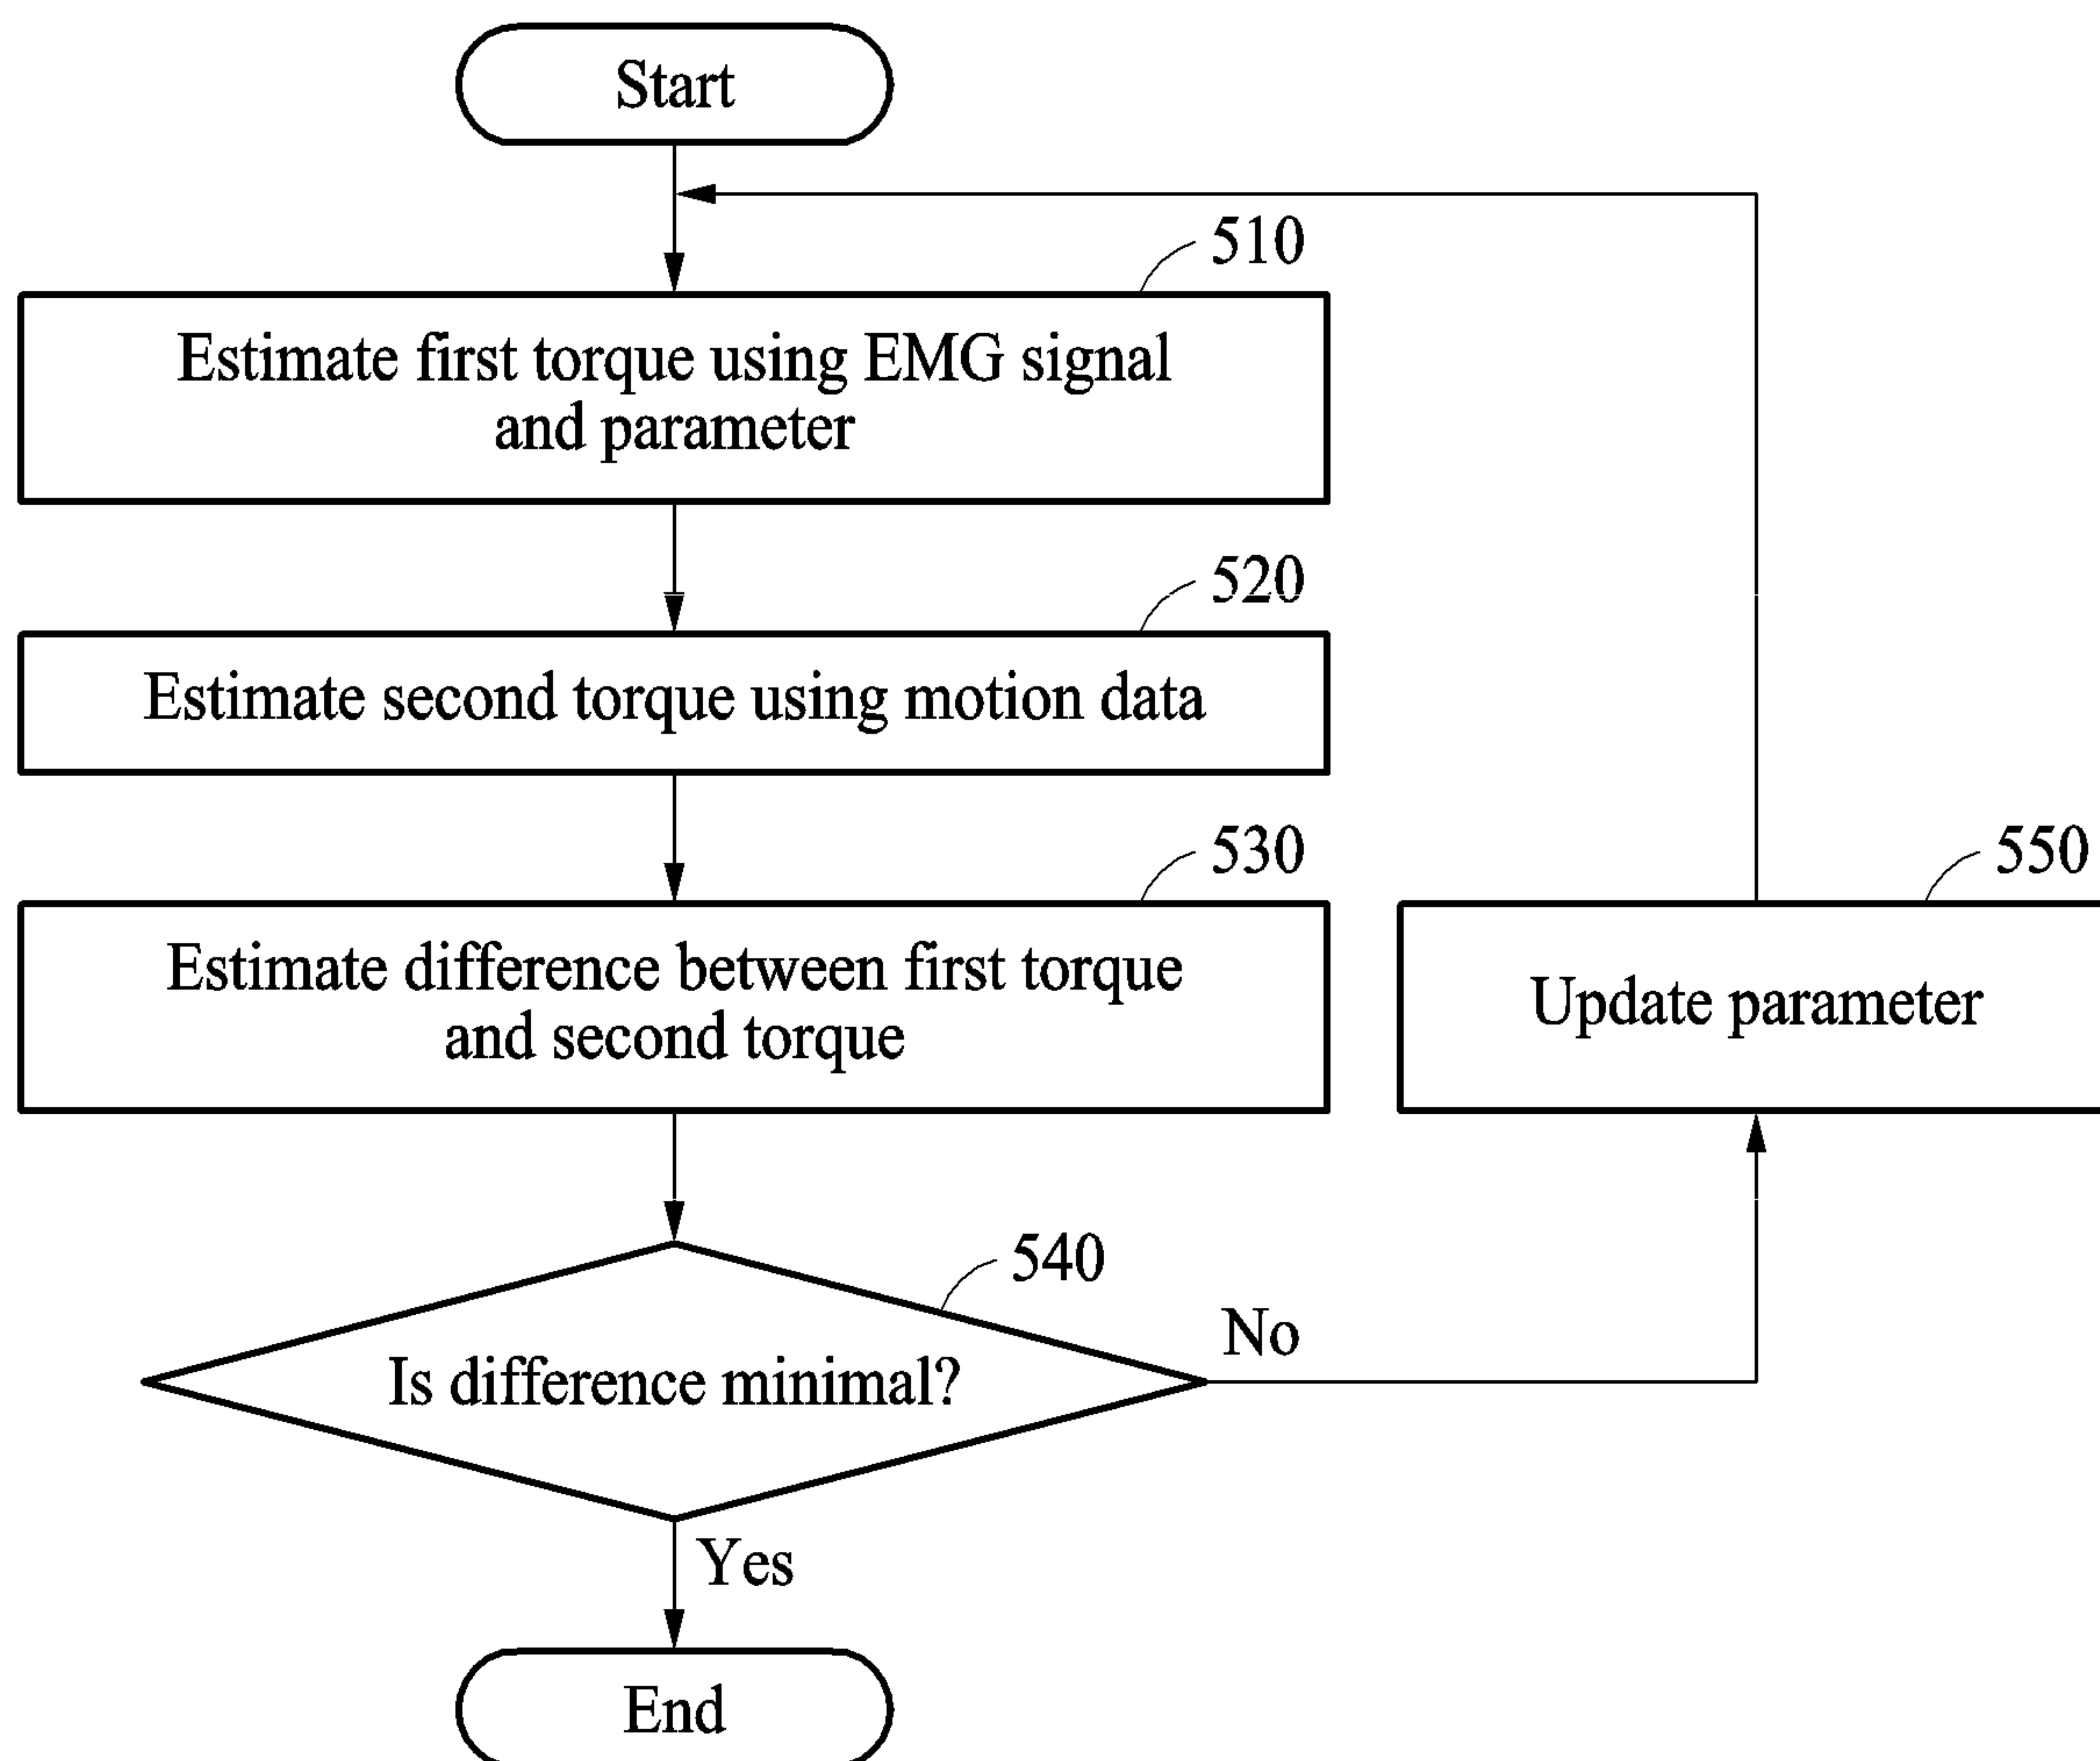 Start
510
Estimate first torque using EMG signal
and parameter
520
Estimate second torque using motion data
530
Estimate difference between first torque
and second torque
550
Update parameter
540
Is difference minimal?
No
Yes
End